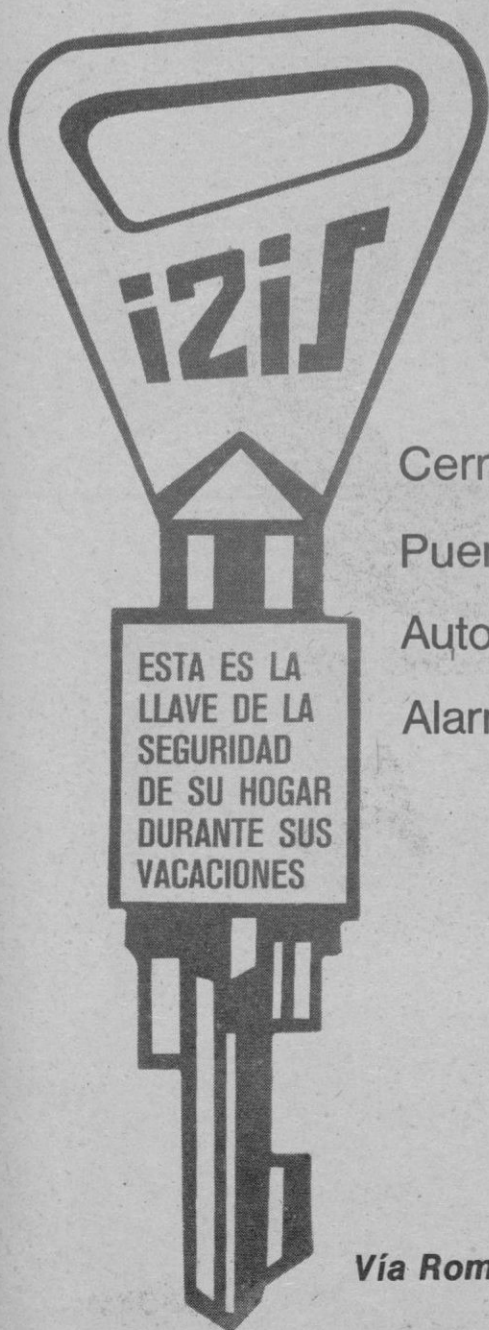 iziS
Cerr
Puer
Auto
Alarr
ESTA ES LA
LLAVE DE LA
SEGURIDAD
DE SU HOGAR
DURANTE SUS
VACACIONES
Vía Rom